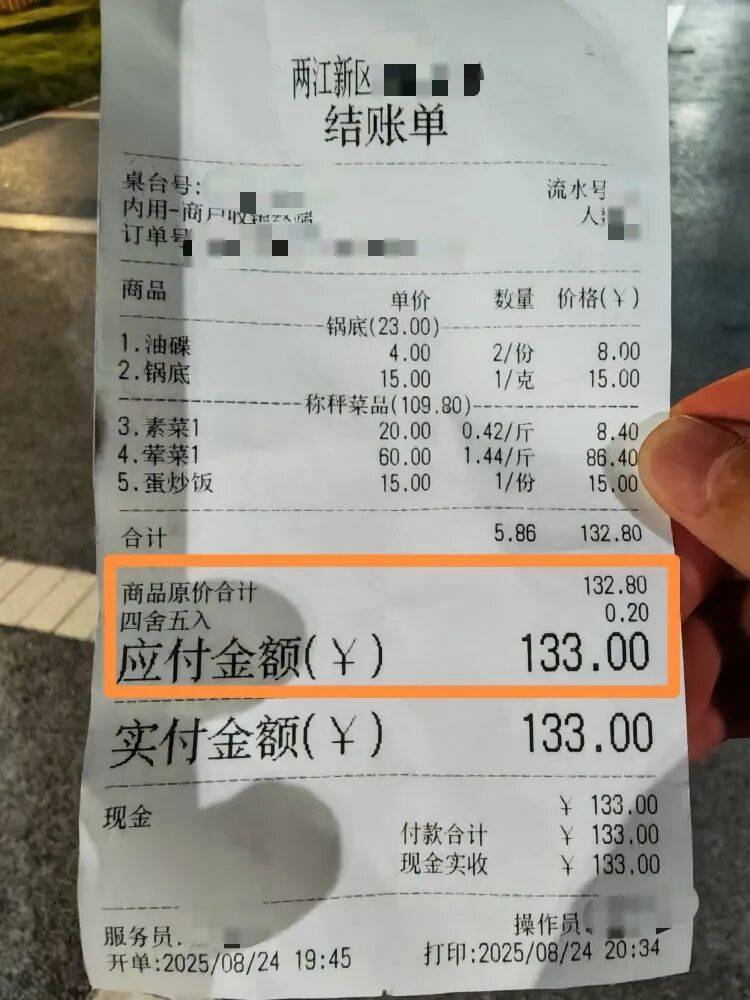 两江新区
结账单
桌台号:
流水号
内用-商户收银终端
人
订单号
商品 单价 数量 价格(￥)
锅底(23.00)
1.油碟 4.00 2/份 8.00
2.锅底 15.00 1/克 15.00
称秤菜品(109.80)
3.素菜1 20.00 0.42/斤 8.40
4.荤菜1 60.00 1.44/斤 86.40
5.蛋炒饭 15.00 1/份 15.00
合计 5.86 132.80
商品原价合计 132.80
四舍五入 0.20
应付金额(￥) 133.00
实付金额(￥) 133.00
现金 ￥ 133.00
付款合计 ￥ 133.00
现金实收 ￥ 133.00
服务员
操作员
开单:2025/08/24 19:45 打印:2025/08/24 20:34